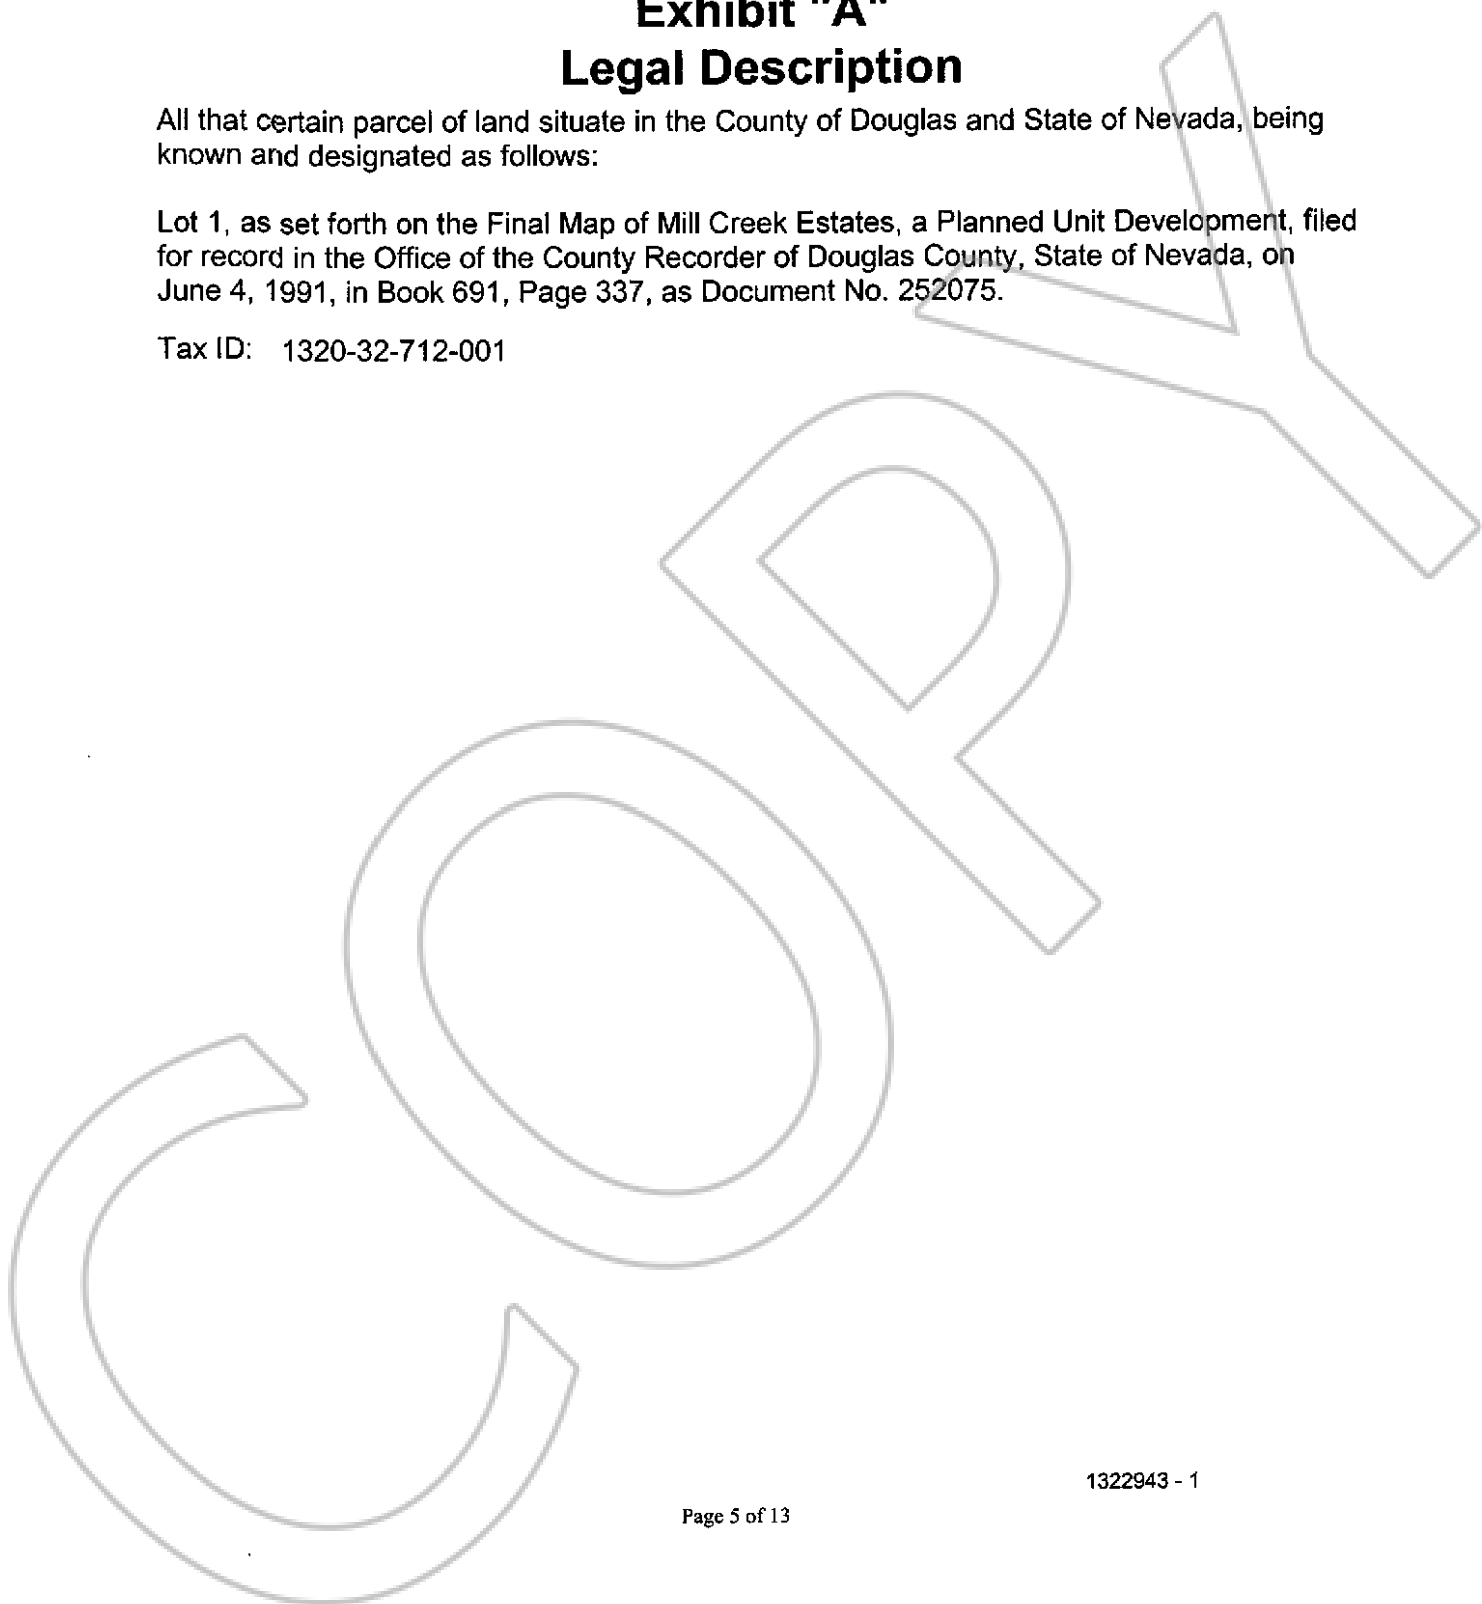 Exhibit "A"
Legal Description
All that certain parcel of land situate in the County of Douglas and State of Nevada, being
known and designated as follows:
Lot 1, as set forth on the Final Map of Mill Creek Estates, a Planned Unit Development, filed
for record in the Office of the County Recorder of Douglas County, State of Nevada, on
June 4, 1991, in Book 691, Page 337, as Document No. 252075.
Tax ID: 1320-32-712-001
COPY
1322943 - 1
Page 5 of 13